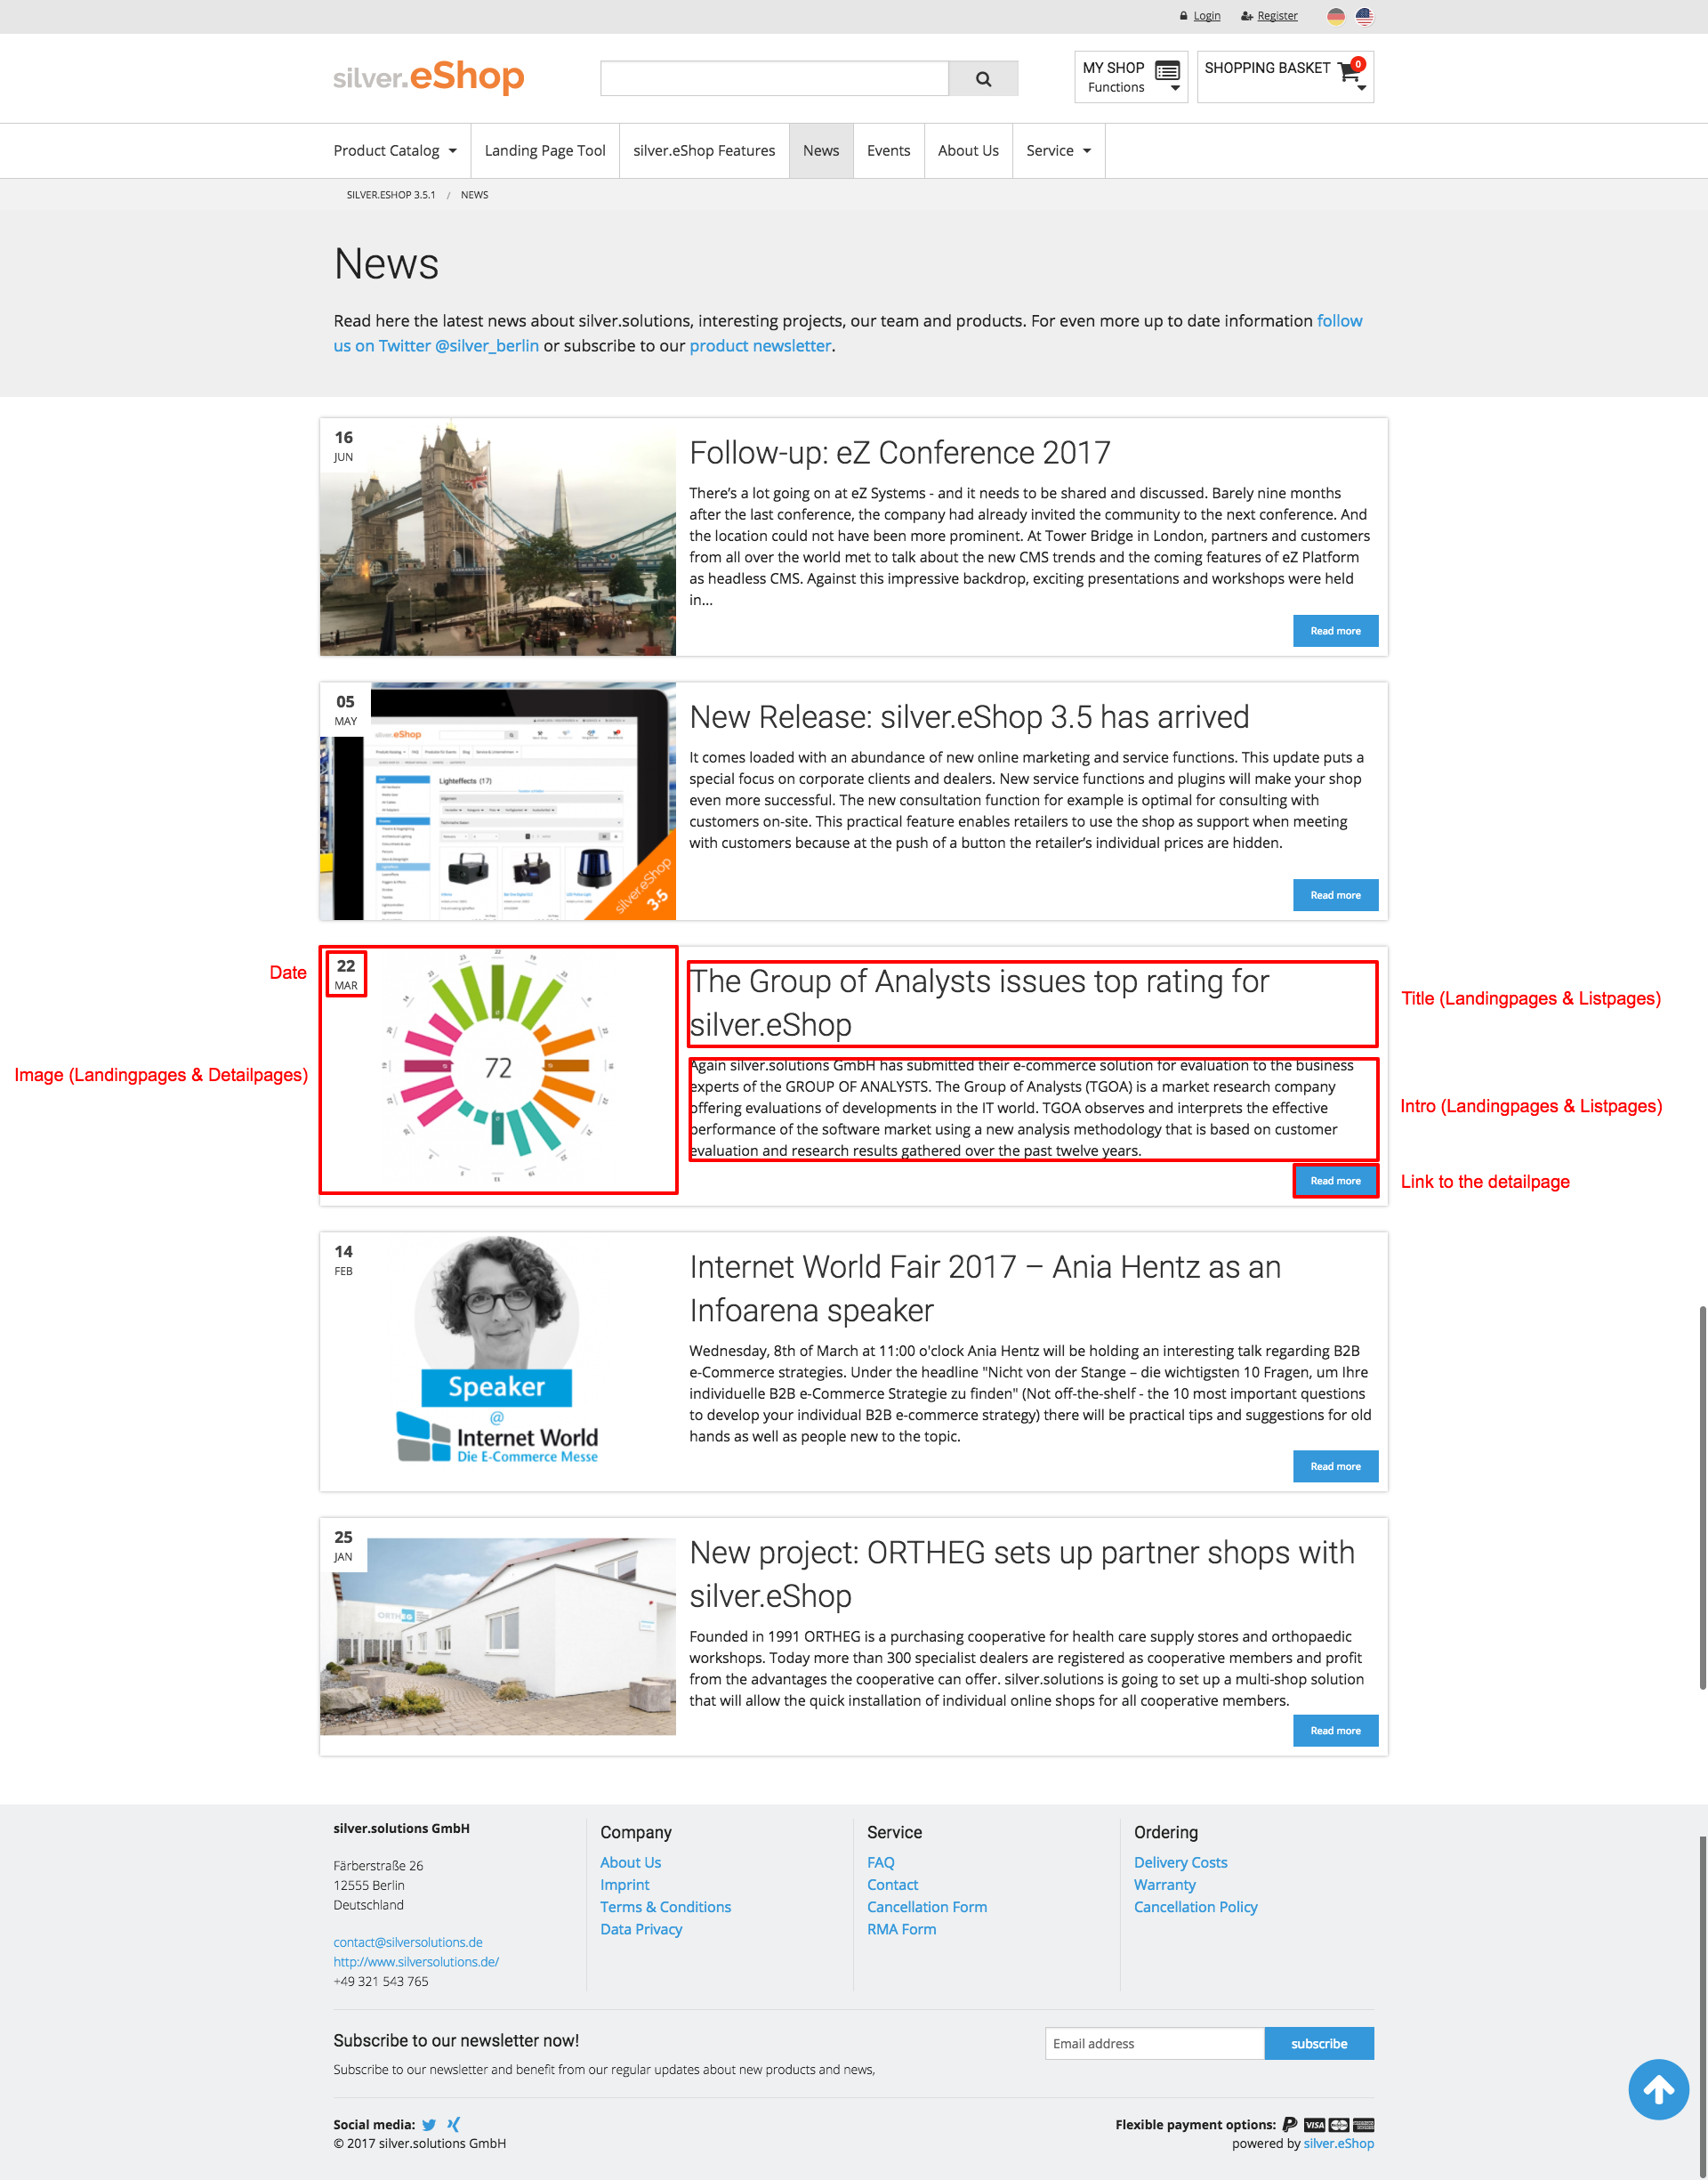 Login Register
silver.eShop
MY SHOP
Functions
SHOPPING BASKET 0
Product Catalog Landing Page Tool silver.eShop Features News Events About Us Service
SILVER.ESHOP 3.5.1 / NEWS
News
Read here the latest news about silver.solutions, interesting projects, our team and products. For even more up to date information follow
us on Twitter @silver_berlin or subscribe to our product newsletter.
16
JUN
Follow-up: eZ Conference 2017
There's a lot going on at eZ Systems - and it needs to be shared and discussed. Barely nine months
after the last conference, the company had already invited the community to the next conference. And
the location could not have been more prominent. At Tower Bridge in London, partners and customers
from all over the world met to talk about the new CMS trends and the coming features of eZ Platform
as headless CMS. Against this impressive backdrop, exciting presentations and workshops were held
in...
Read more
05
MAY
silver.eShop
Lighteffects (17)
silver.eShop
3.5
New Release: silver.eShop 3.5 has arrived
It comes loaded with an abundance of new online marketing and service functions. This update puts a
special focus on corporate clients and dealers. New service functions and plugins will make your shop
even more successful. The new consultation function for example is optimal for consulting with
customers on-site. This practical feature enables retailers to use the shop as support when meeting
with customers because at the push of a button the retailer's individual prices are hidden.
Read more
Date
22
MAR
Image (Landingpages & Detailpages)
72
The Group of Analysts issues top rating for
silver.eShop
Title (Landingpages & Listpages)
Again silver.solutions GmbH has submitted their e-commerce solution for evaluation to the business
experts of the GROUP OF ANALYSTS. The Group of Analysts (TGOA) is a market research company
offering evaluations of developments in the IT world. TGOA observes and interprets the effective
performance of the software market using a new analysis methodology that is based on customer
evaluation and research results gathered over the past twelve years.
Intro (Landingpages & Listpages)
Read more
Link to the detailpage
14
FEB
Speaker
@
Internet World
Die E-Commerce Messe
Internet World Fair 2017 – Ania Hentz as an
Infoarena speaker
Wednesday, 8th of March at 11:00 o'clock Ania Hentz will be holding an interesting talk regarding B2B
e-Commerce strategies. Under the headline "Nicht von der Stange – die wichtigsten 10 Fragen, um Ihre
individuelle B2B e-Commerce Strategie zu finden" (Not off-the-shelf - the 10 most important questions
to develop your individual B2B e-commerce strategy) there will be practical tips and suggestions for old
hands as well as people new to the topic.
Read more
25
JAN
ORTHEG
New project: ORTHEG sets up partner shops with
silver.eShop
Founded in 1991 ORTHEG is a purchasing cooperative for health care supply stores and orthopaedic
workshops. Today more than 300 specialist dealers are registered as cooperative members and profit
from the advantages the cooperative can offer. silver.solutions is going to set up a multi-shop solution
that will allow the quick installation of individual online shops for all cooperative members.
Read more
silver.solutions GmbH
Färberstraße 26
12555 Berlin
Deutschland
contact@silversolutions.de
http://www.silversolutions.de/
+49 321 543 765
Company
About Us
Imprint
Terms & Conditions
Data Privacy
Service
FAQ
Contact
Cancellation Form
RMA Form
Ordering
Delivery Costs
Warranty
Cancellation Policy
Subscribe to our newsletter now!
Subscribe to our newsletter and benefit from our regular updates about new products and news,
Email address
subscribe
Social media:
© 2017 silver.solutions GmbH
Flexible payment options: VISA
powered by silver.eShop